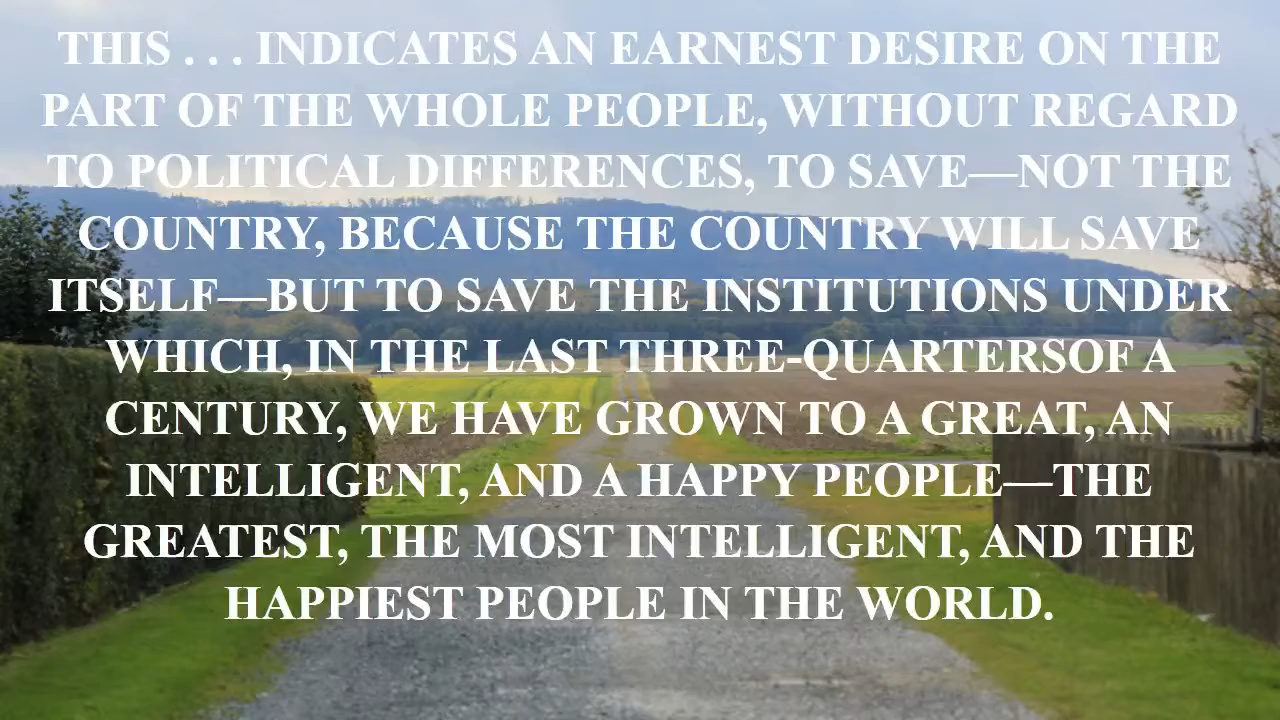 THIS . . . INDICATES AN EARNEST DESIRE ON THE
PART OF THE WHOLE PEOPLE, WITHOUT REGARD
TO POLITICAL DIFFERENCES, TO SAVE—NOT THE
COUNTRY, BECAUSE THE COUNTRY WILL SAVE
ITSELF—BUT TO SAVE THE INSTITUTIONS UNDER
WHICH, IN THE LAST THREE-QUARTERSOF A
CENTURY, WE HAVE GROWN TO A GREAT, AN
INTELLIGENT, AND A HAPPY PEOPLE—THE
GREATEST, THE MOST INTELLIGENT, AND THE
HAPPIEST PEOPLE IN THE WORLD.